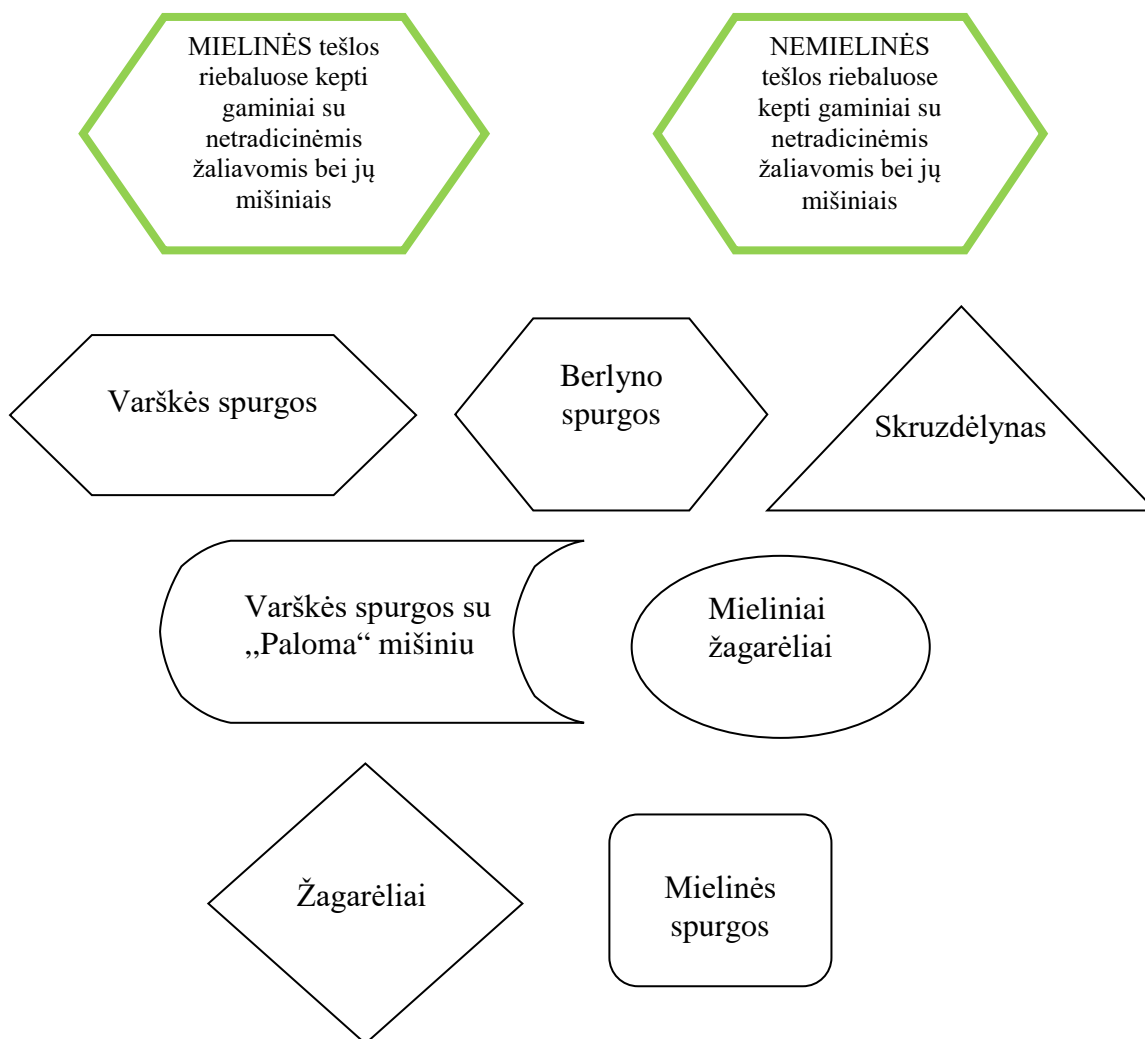 MIELINĖS tešlos
riebaluose kepti
gaminiai su
netradicinėmis
žaliavomis bei jų
mišiniais
NEMIELINĖS
tešlos riebaluose
kepti gaminiai su
netradicinėmis
žaliavomis bei jų
mišiniais
Varškės spurgos
Berlyno
spurgos
Skruzdėlynas
Varškės spurgos su
,,Paloma“ mišiniu
Mieliniai
žagarėliai
Žagarėliai
Mielinės
spurgos